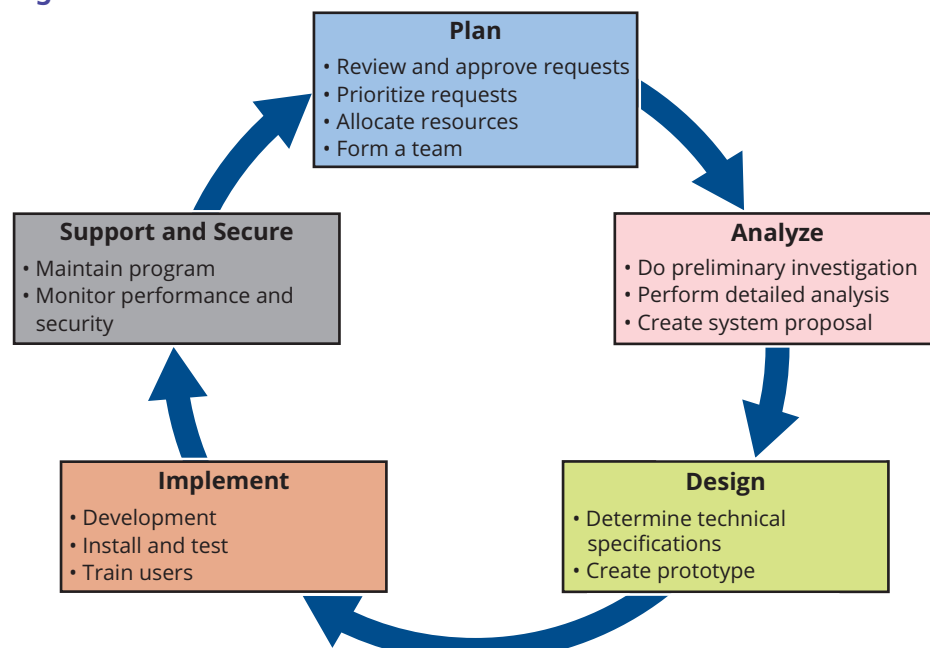 Plan
• Review and approve requests
• Prioritize requests
• Allocate resources
• Form a team
Analyze
• Do preliminary investigation
• Perform detailed analysis
• Create system proposal
Design
• Determine technical
specifications
• Create prototype
Implement
• Development
• Install and test
• Train users
Support and Secure
• Maintain program
• Monitor performance and
security